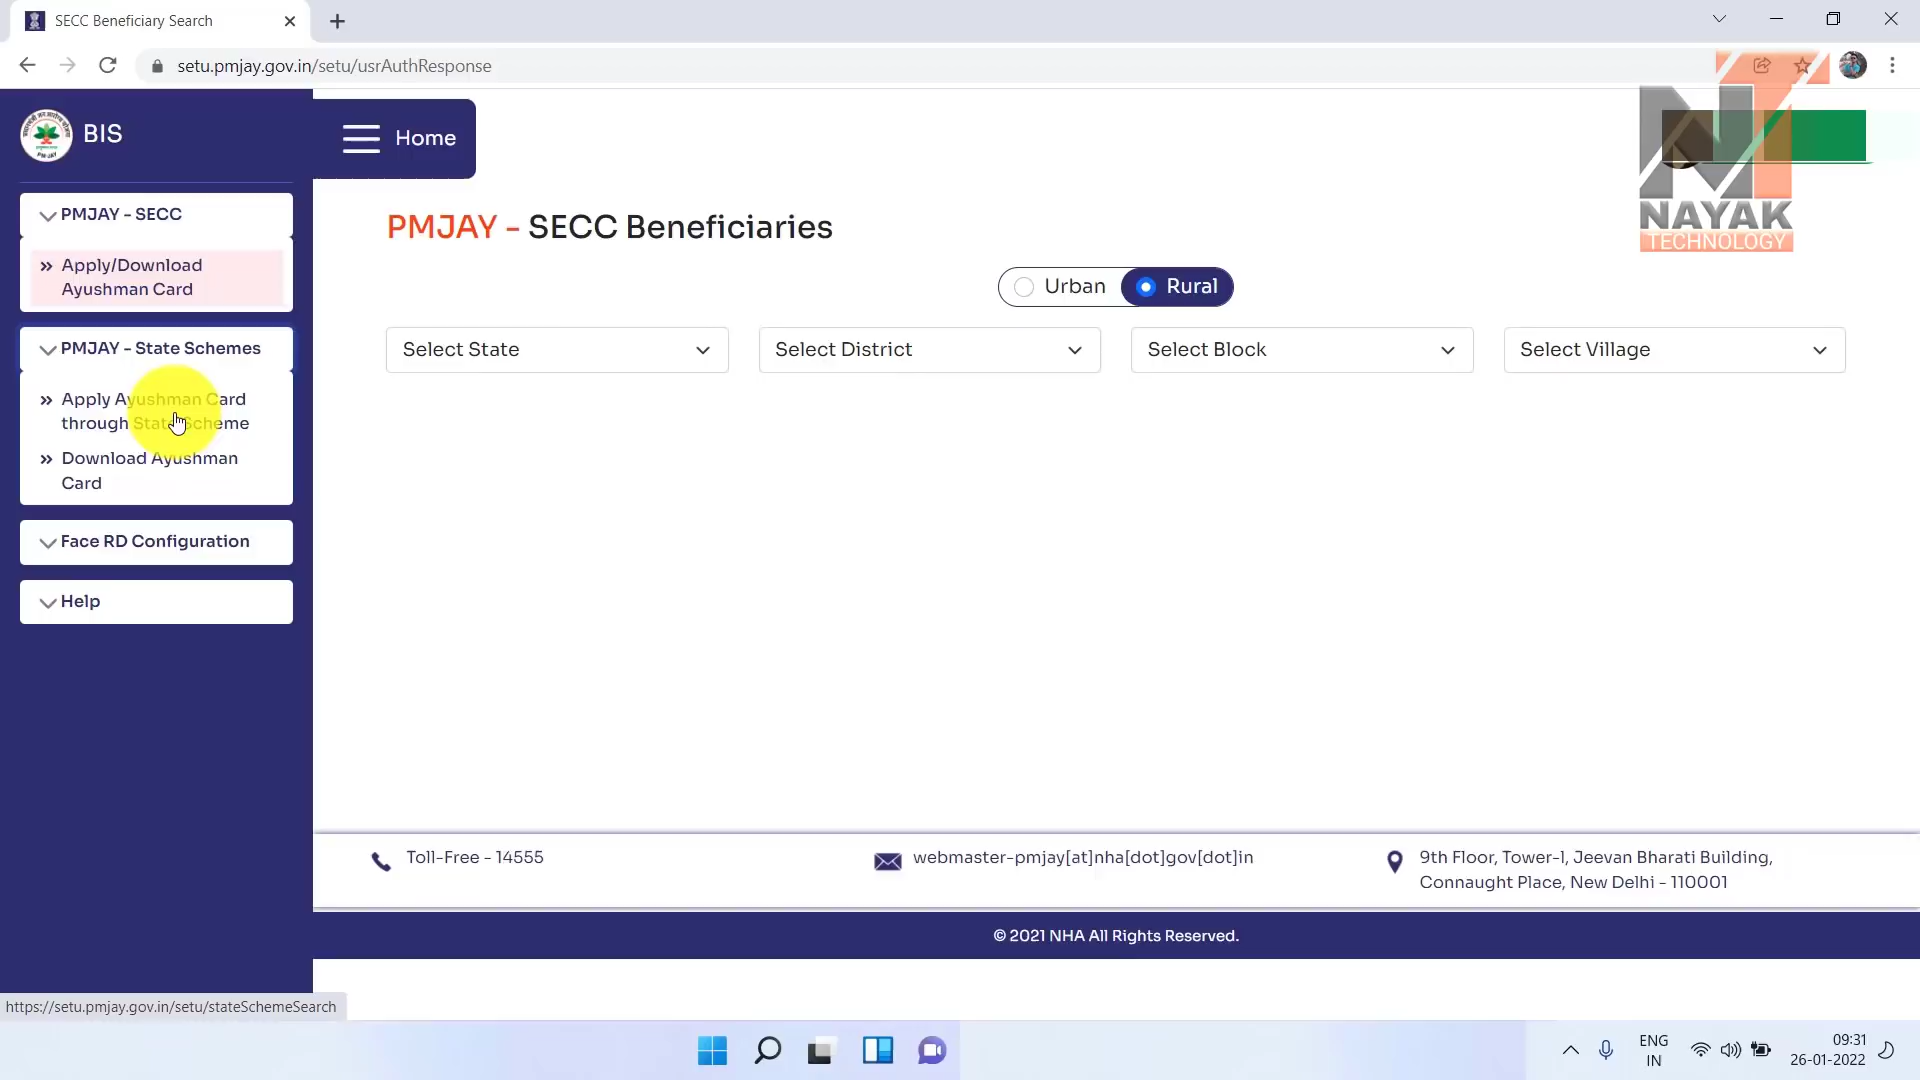 SECC Beneficiary Search
setu.pmjay.gov.in/setu/usrAuthResponse
BIS
Home
NAYAK
TECHNOLOGY
PMJAY - SECC
Apply/Download
Ayushman Card
PMJAY - State Schemes
Apply Ayushman Card
through State Scheme
Download Ayushman
Card
Face RD Configuration
Help
PMJAY - SECC Beneficiaries
Urban Rural
Select State Select District Select Block Select Village
Toll-Free - 14555
webmaster-pmjay[at]nha[dot]gov[dot]in
9th Floor, Tower-l, Jeevan Bharati Building,
Connaught Place, New Delhi - 110001
© 2021 NHA All Rights Reserved.
https://setu.pmjay.gov.in/setu/stateSchemeSearch
ENG
IN
09:31
26-01-2022